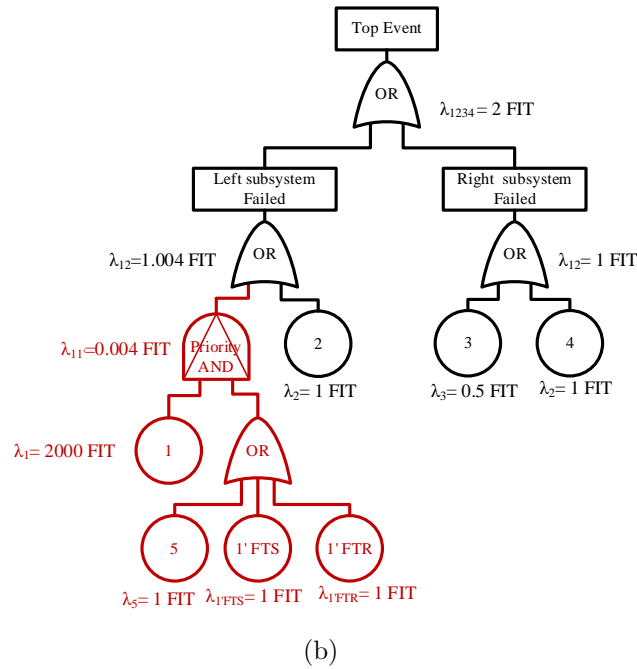 Top Event
OR
λ₁₂₃₄ = 2 FIT
Left subsystem
Failed
Right subsystem
Failed
λ₁₂=1.004 FIT
OR
OR
λ₁₂= 1 FIT
λ₁₁=0.004 FIT
Priority
AND
2
3
4
λ₂= 1 FIT
λ₃= 0.5 FIT
λ₂= 1 FIT
λ₁= 2000 FIT
1
OR
5
1' FTS
1' FTR
λ₅= 1 FIT
λ₁'FTS= 1 FIT
λ₁'FTR= 1 FIT
(b)